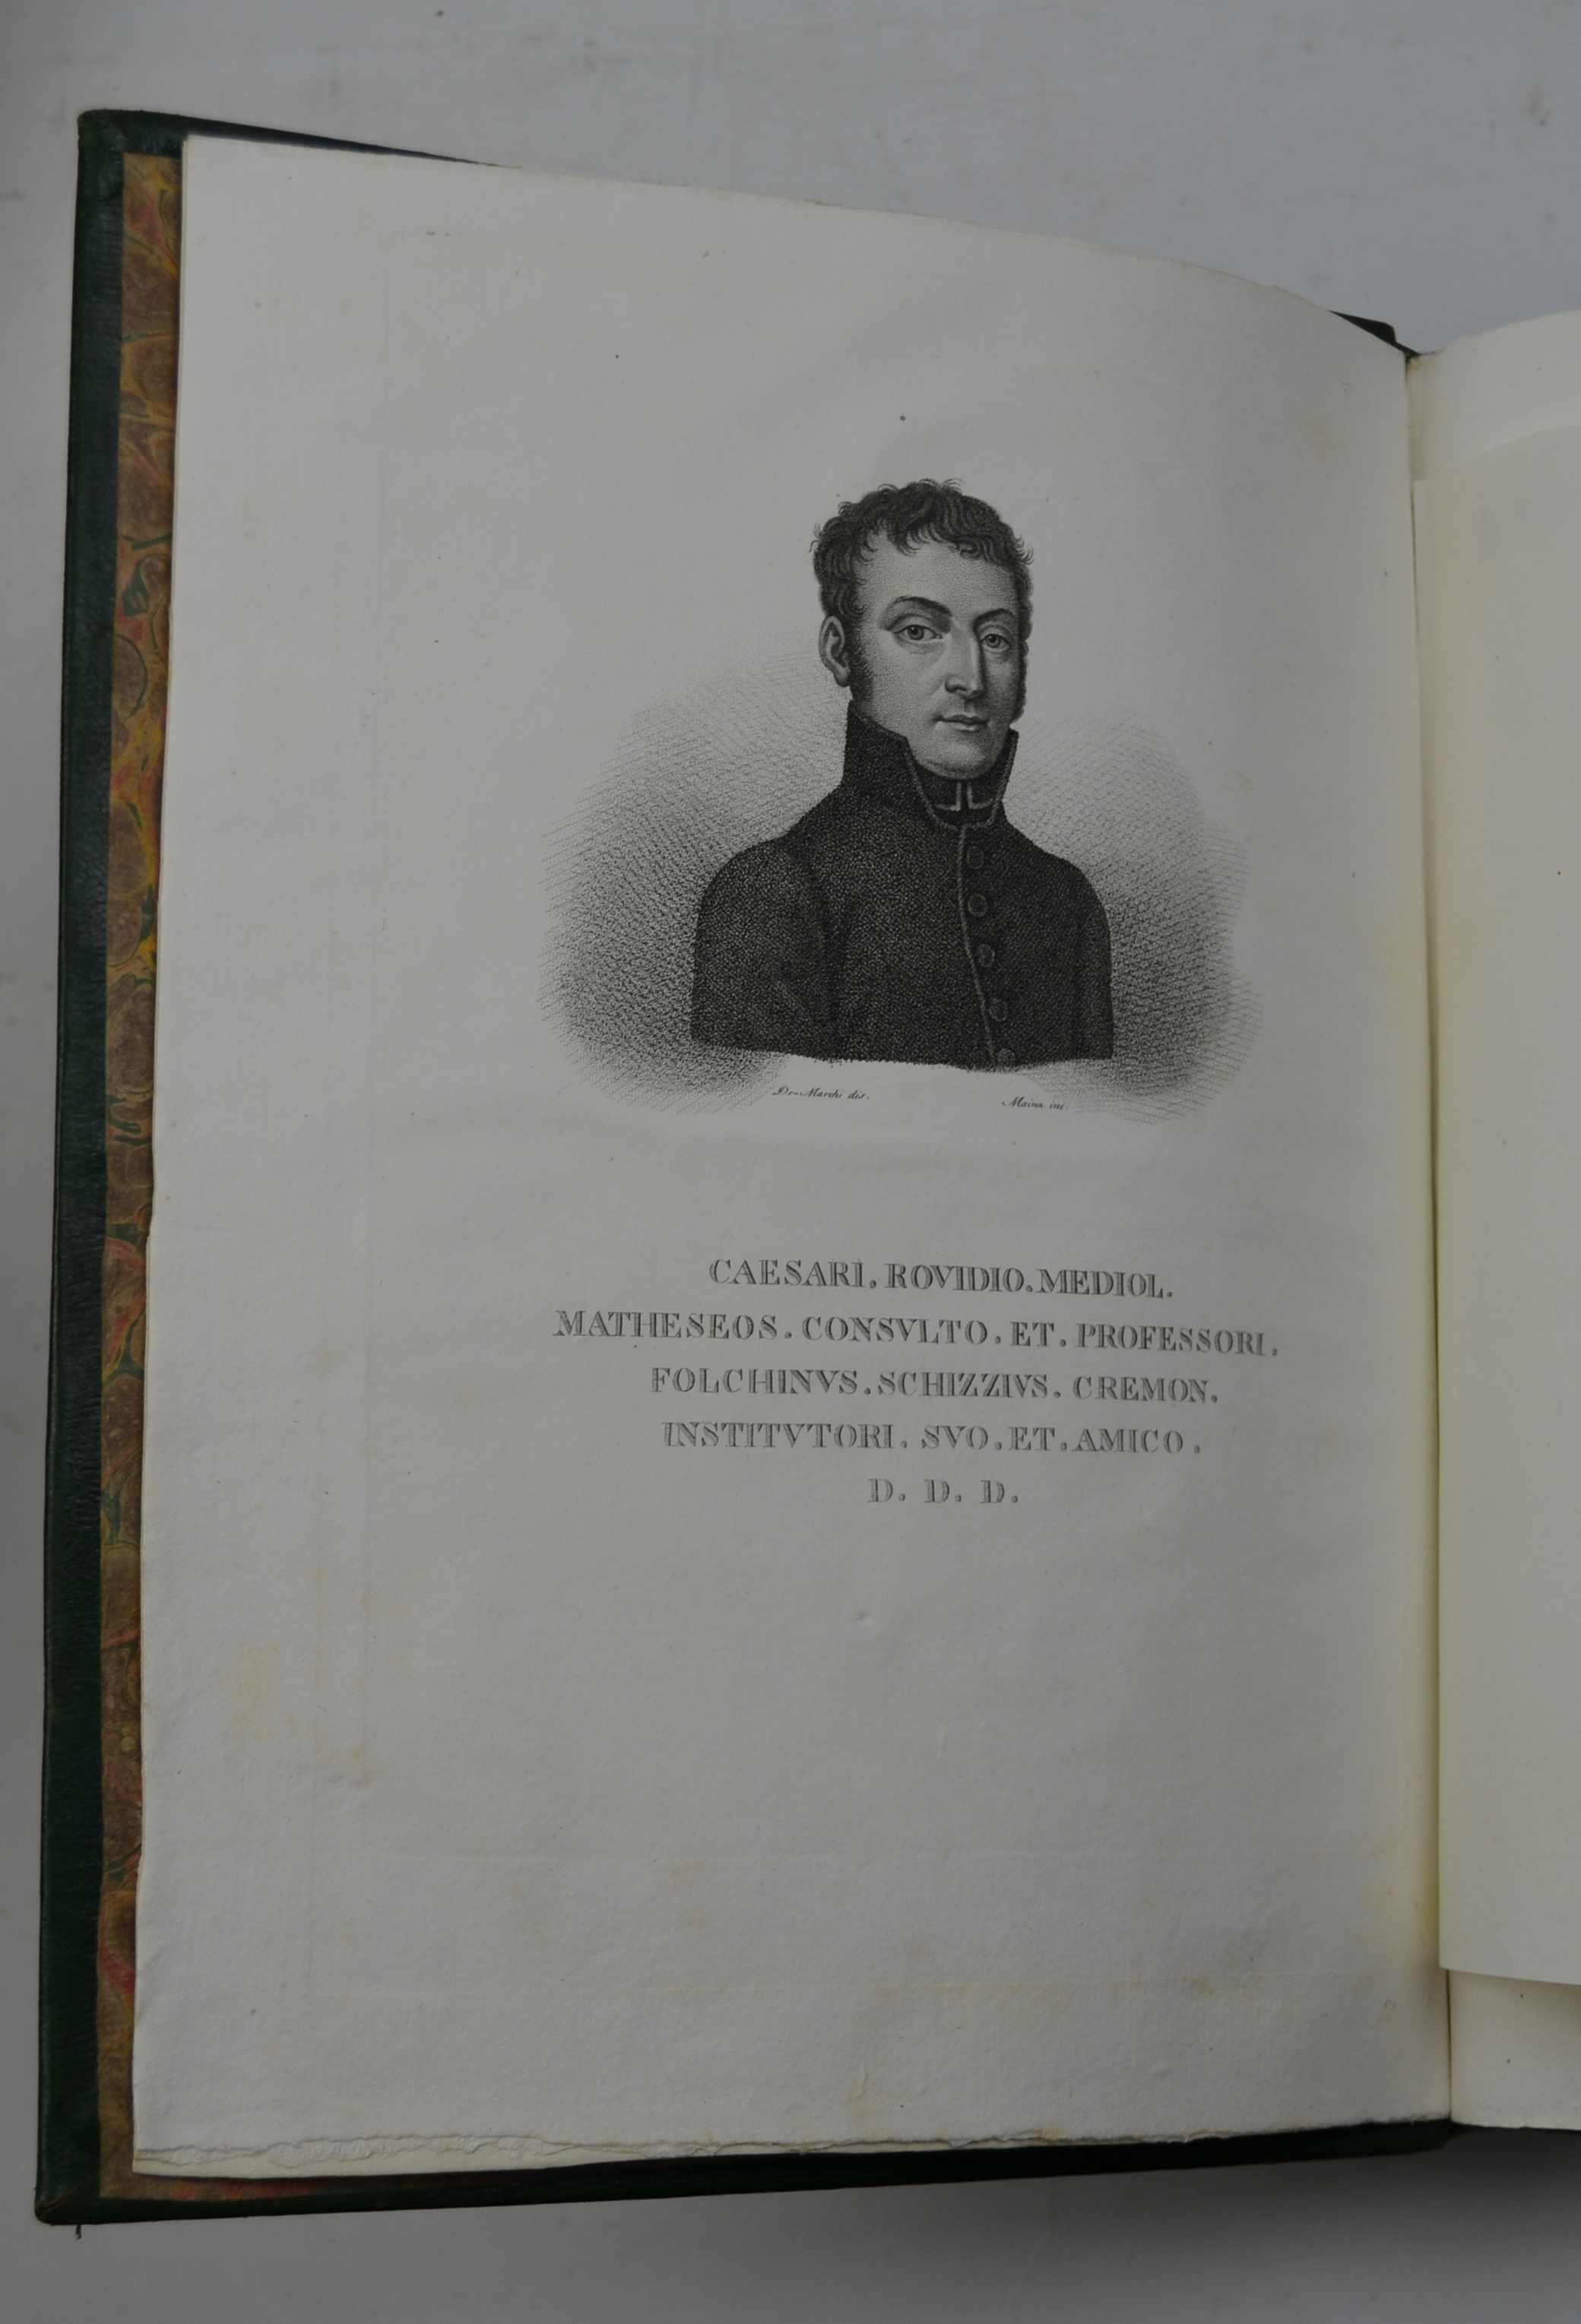 De-Marchi dis. Maina inc.
CAESARI. ROVIDIO. MEDIOL.
MATHESEOS. CONSVLTO. ET. PROFESSORI.
FOLCHINVS. SCHIZZIVS. CREMON.
INSTITVTORI. SVO. ET. AMICO.
D. D. D.